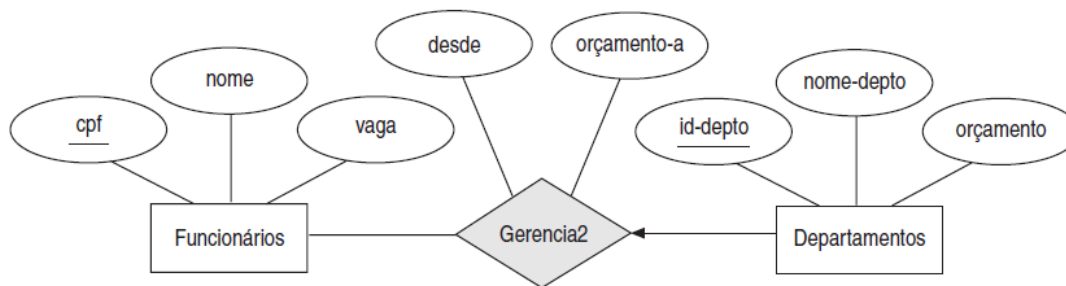 desde
orçamento-a
nome
nome-depto
cpf
vaga
id-depto
orçamento
Funcionários
Gerencia2
Departamentos